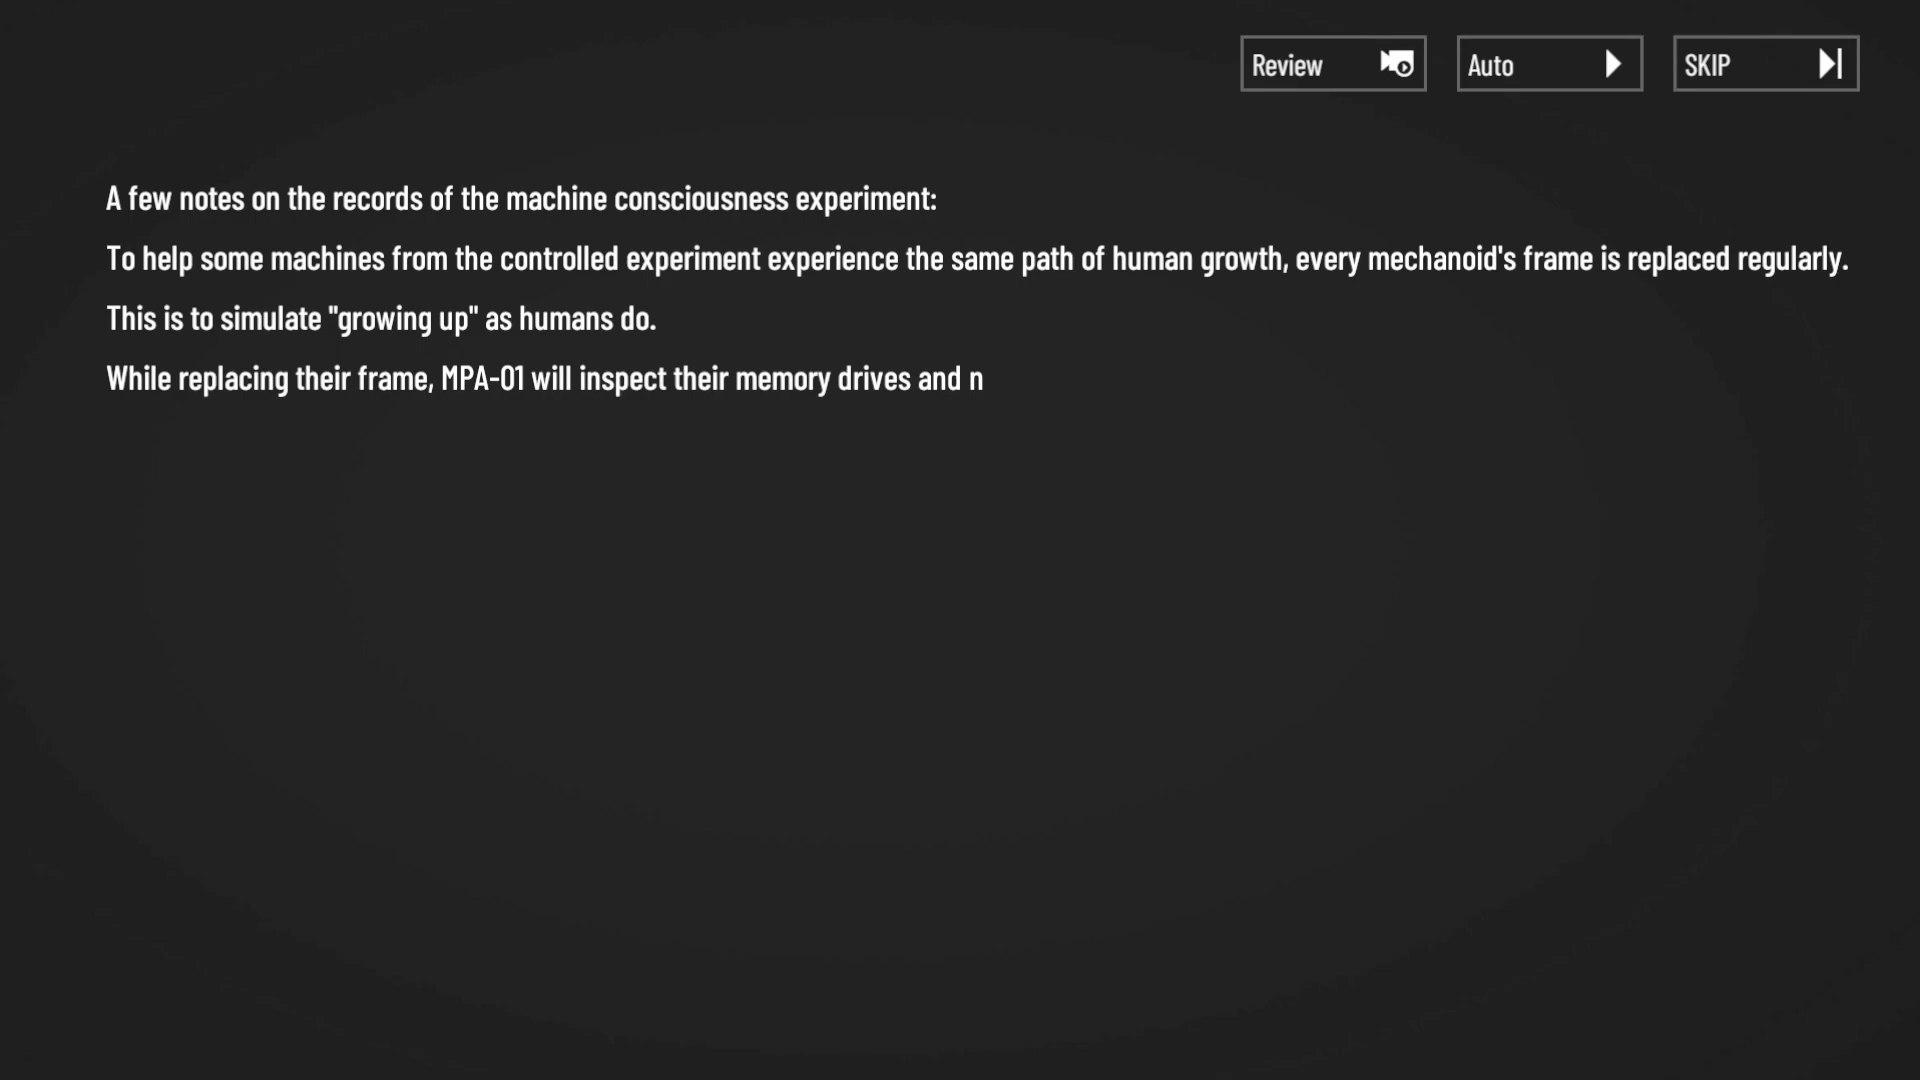 Review
Auto
SKIP
A few notes on the records of the machine consciousness experiment:
To help some machines from the controlled experiment experience the same path of human growth, every mechanoid's frame is replaced regularly.
This is to simulate "growing up" as humans do.
While replacing their frame, MPA-01 will inspect their memory drives and n